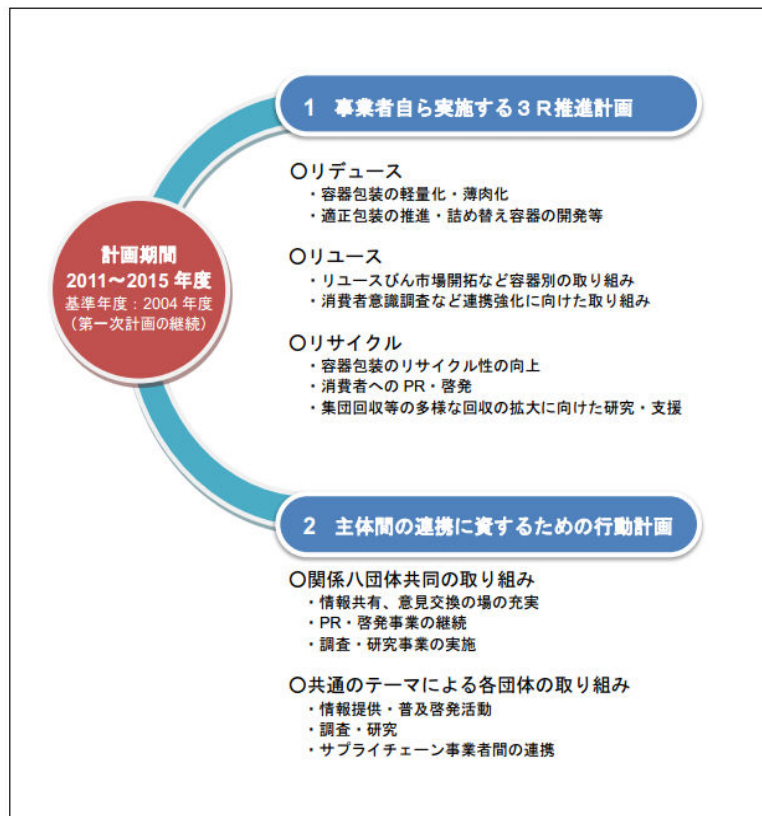 1 事業者自ら実施する３Ｒ推進計画
〇リデュース
・容器包装の軽量化・薄肉化
・適正包装の推進・詰め替え容器の開発等
計画期間
2011～2015 年度
基準年度：2004 年度
（第一次計画の継続）
〇リユース
・リユースびん市場開拓など容器別の取り組み
・消費者意識調査など連携強化に向けた取り組み
〇リサイクル
・容器包装のリサイクル性の向上
・消費者への PR・啓発
・集団回収等の多様な回収の拡大に向けた研究・支援
2 主体間の連携に資するための行動計画
〇関係八団体共同の取り組み
・情報共有、意見交換の場の充実
・PR・啓発事業の継続
・調査・研究事業の実施
〇共通のテーマによる各団体の取り組み
・情報提供・普及啓発活動
・調査・研究
・サプライチェーン事業者間の連携